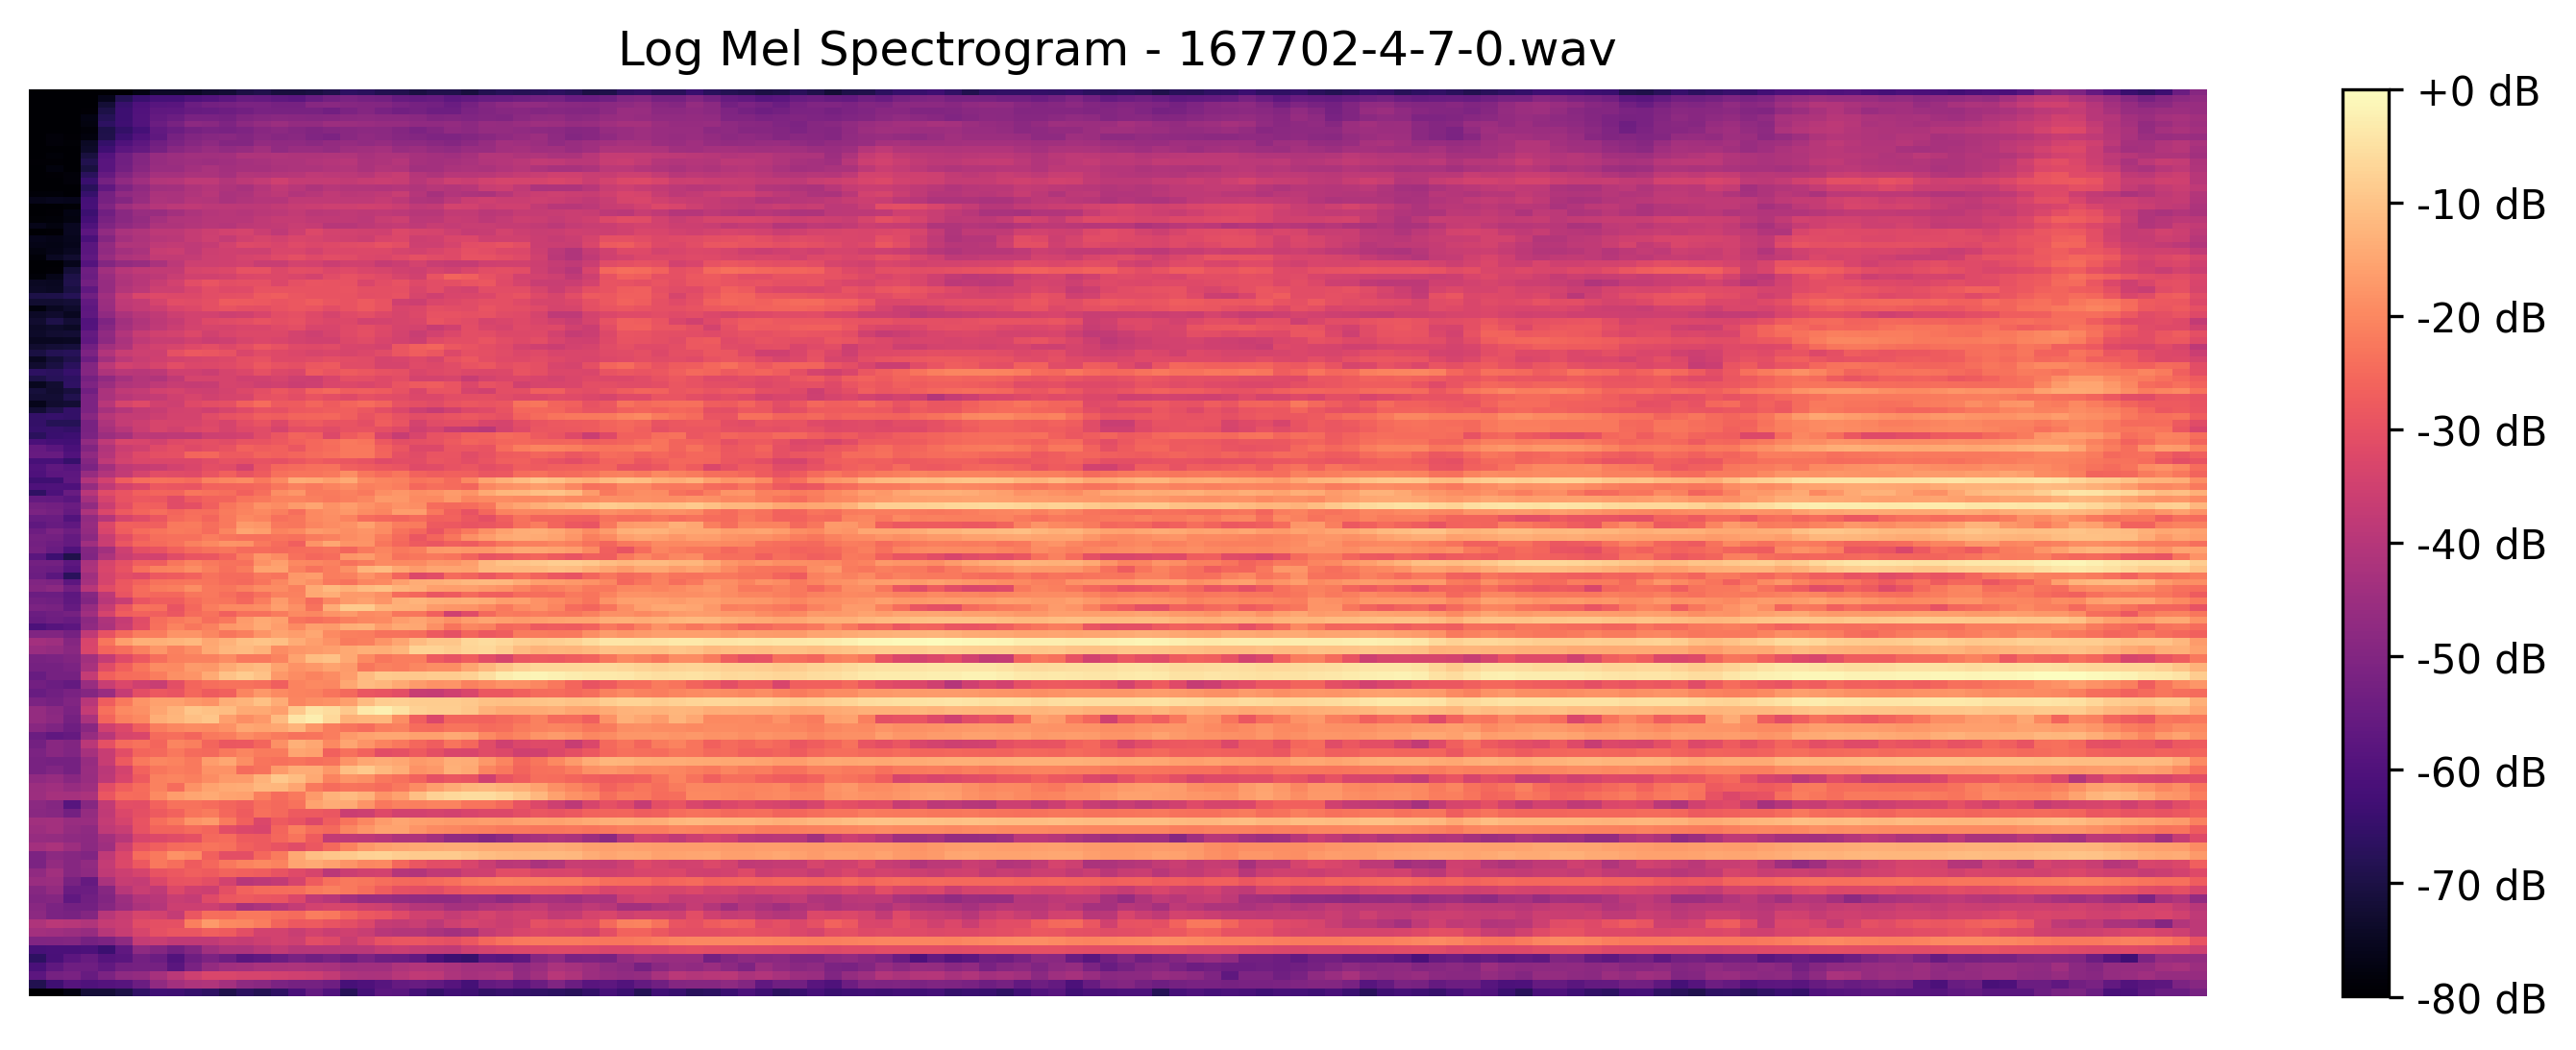 Log Mel Spectrogram - 167702-4-7-0.wav
+0 dB
-10 dB
-20 dB
-30 dB
-40 dB
-50 dB
-60 dB
-70 dB
-80 dB